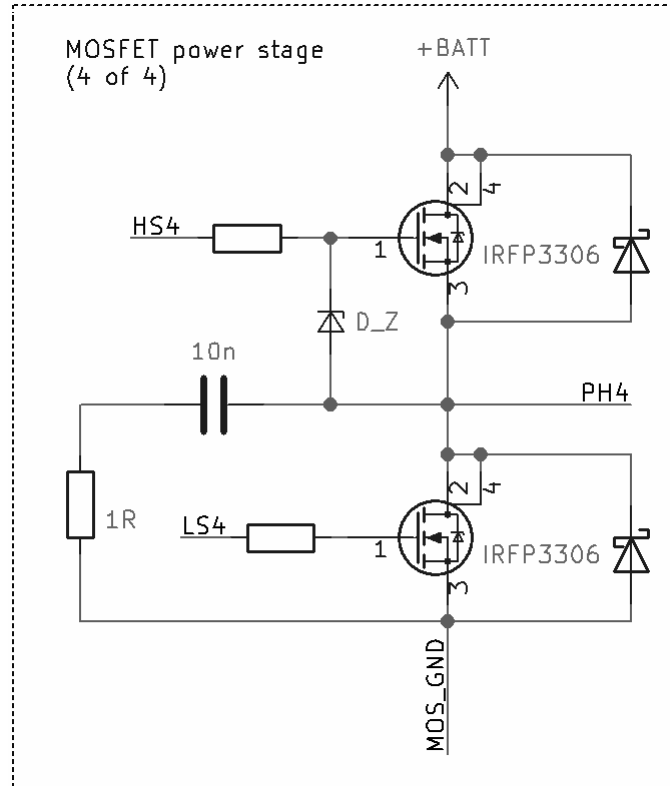 MOSFET power stage
(4 of 4)
+BATT
2
4
HS4
1
IRFP3306
3
D_Z
10n
PH4
2
4
1R
LS4
1
IRFP3306
3
MOS_GND